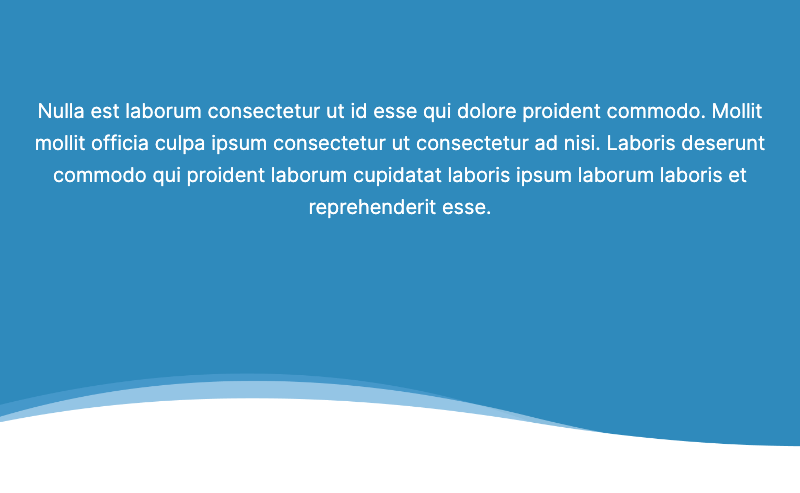 Nulla est laborum consectetur ut id esse qui dolore proident commodo. Mollit
mollit officia culpa ipsum consectetur ut consectetur ad nisi. Laboris deserunt
commodo qui proident laborum cupidatat laboris ipsum laborum laboris et
reprehenderit esse.